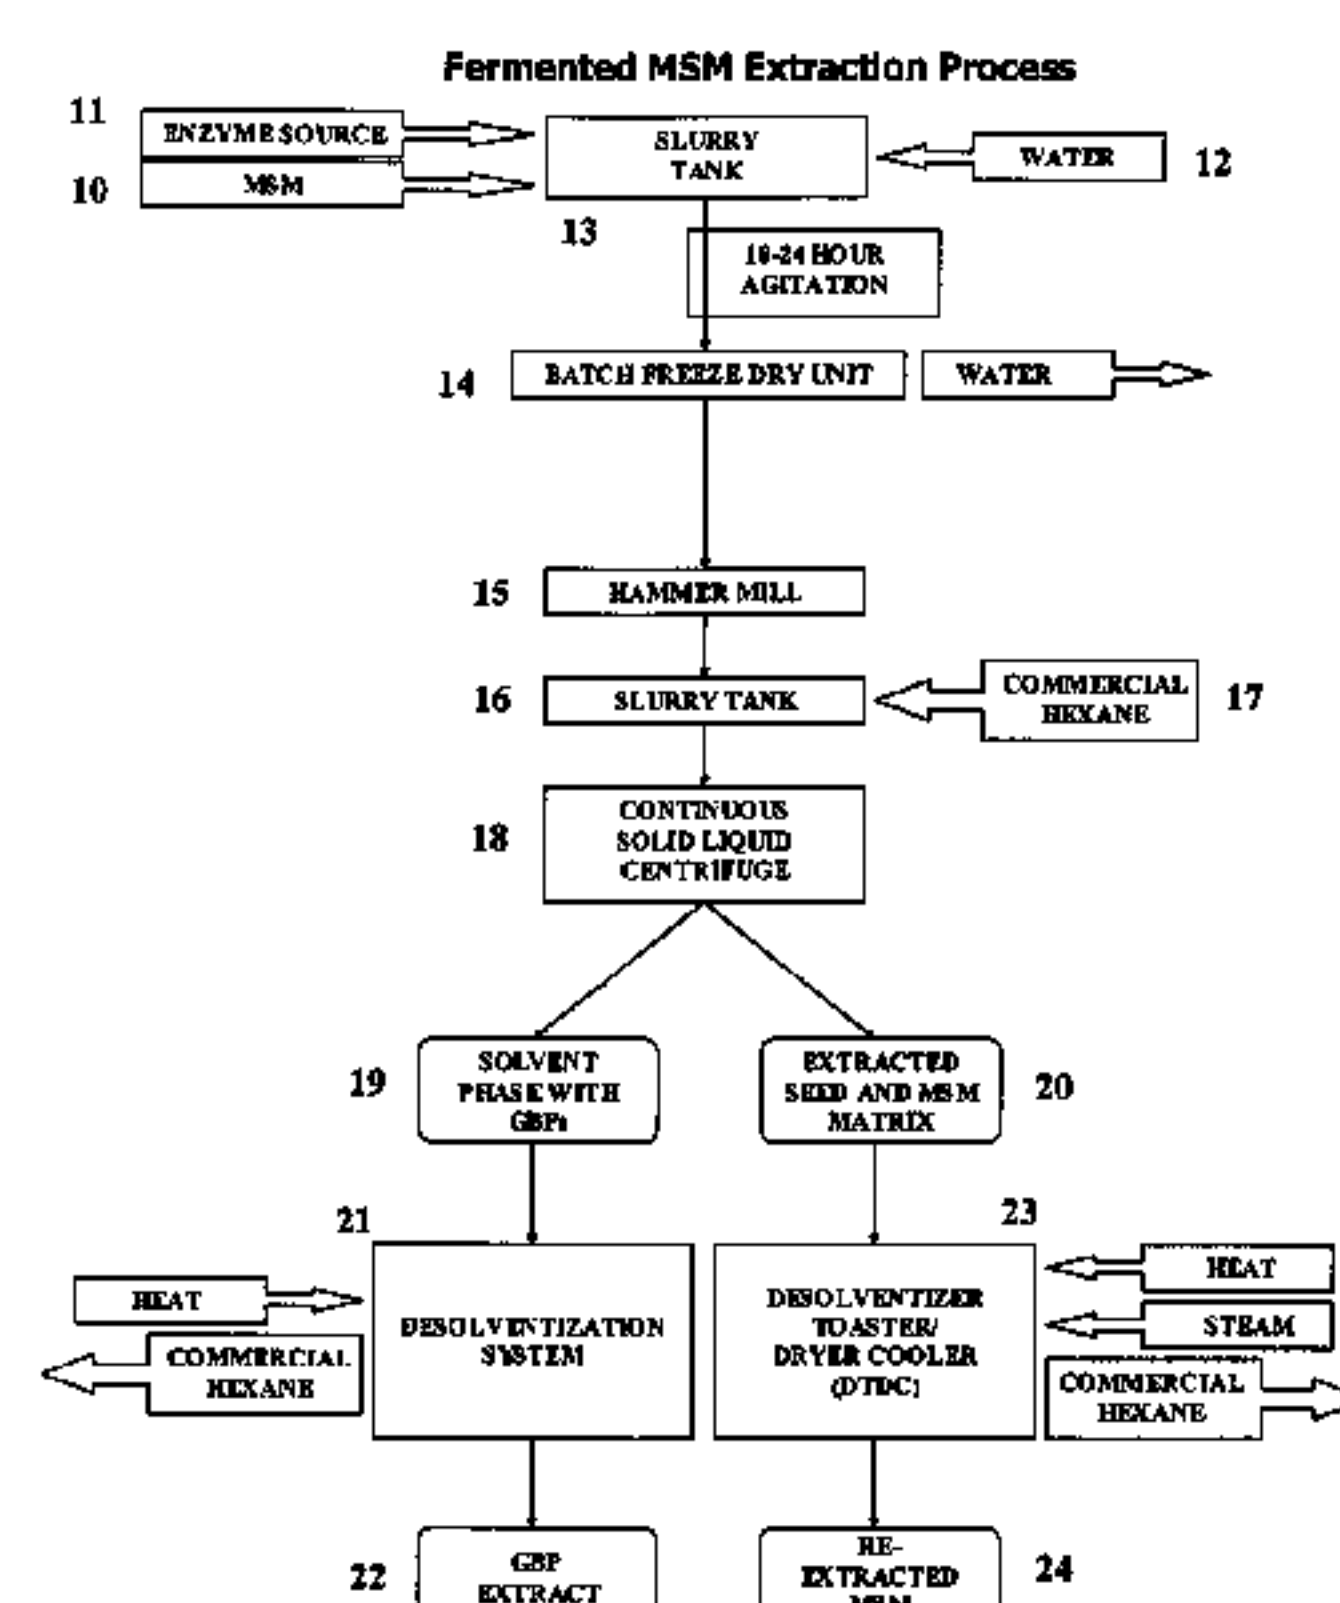 Fermented MSM Extraction Process
11
ENZYME SOURCE
10
MSM
SLURRY
TANK
WATER
12
13
18-24 HOUR
AGITATION
14
BATCH FREEZE DRY UNIT
WATER
15
HAMMER MILL
16
SLURRY TANK
COMMERCIAL
HEXANE
17
18
CONTINUOUS
SOLID LIQUID
CENTRIFUGE
19
SOLVENT
PHASE WITH
GBPs
EXTRACTED
SEED AND MSM
MATRIX
20
21
HEAT
COMMERCIAL
HEXANE
DESOLVENTIZATION
SYSTEM
23
DESOLVENTIZER
TOASTER/
DRYER COOLER
(DTDC)
HEAT
STEAM
COMMERCIAL
HEXANE
22
GBP
EXTRACT
RE-
EXTRACTED
MSM
24